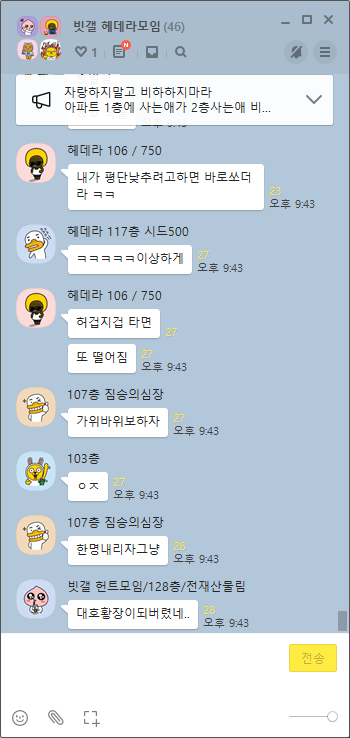 빗갤 헤데라모임 (46)
1
N
자랑하지말고 비하하지마라
아파트 1층에 사는애가 2층사는애 비...
오후 9:43
헤데라 106 / 750
내가 평단낮추려고하면 바로쏘더
라 ㅋㅋ
23
오후 9:43
헤데라 117층 시드500
ㅋㅋㅋㅋㅋ이상하게
27
오후 9:43
헤데라 106 / 750
허겁지겁 타면
27
또 떨어짐
27
오후 9:43
107층 짐승의심장
가위바위보하자
27
오후 9:43
103층
ㅇㅈ
27
오후 9:43
107층 짐승의심장
한명내리자그냥
28
오후 9:43
빗갤 헌트모임/128층/전재산물림
대호황장이되버렸네..
28
오후 9:43
전송